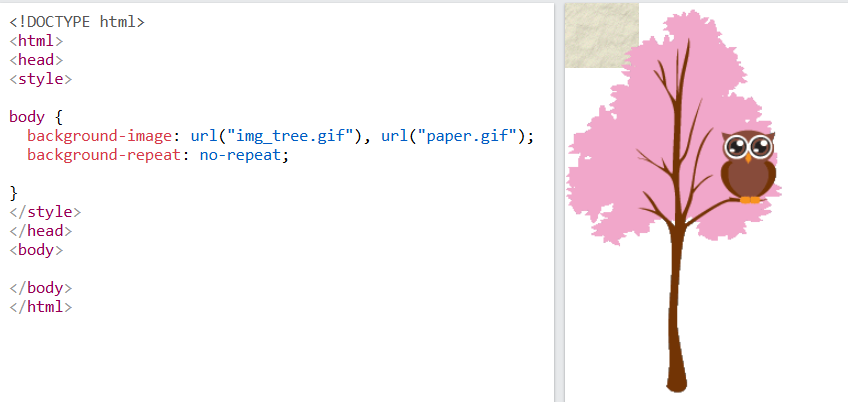 <!DOCTYPE html>
<html>
<head>
<style>
body {
  background-image: url("img_tree.gif"), url("paper.gif");
  background-repeat: no-repeat;
}
</style>
</head>
<body>
</body>
</html>